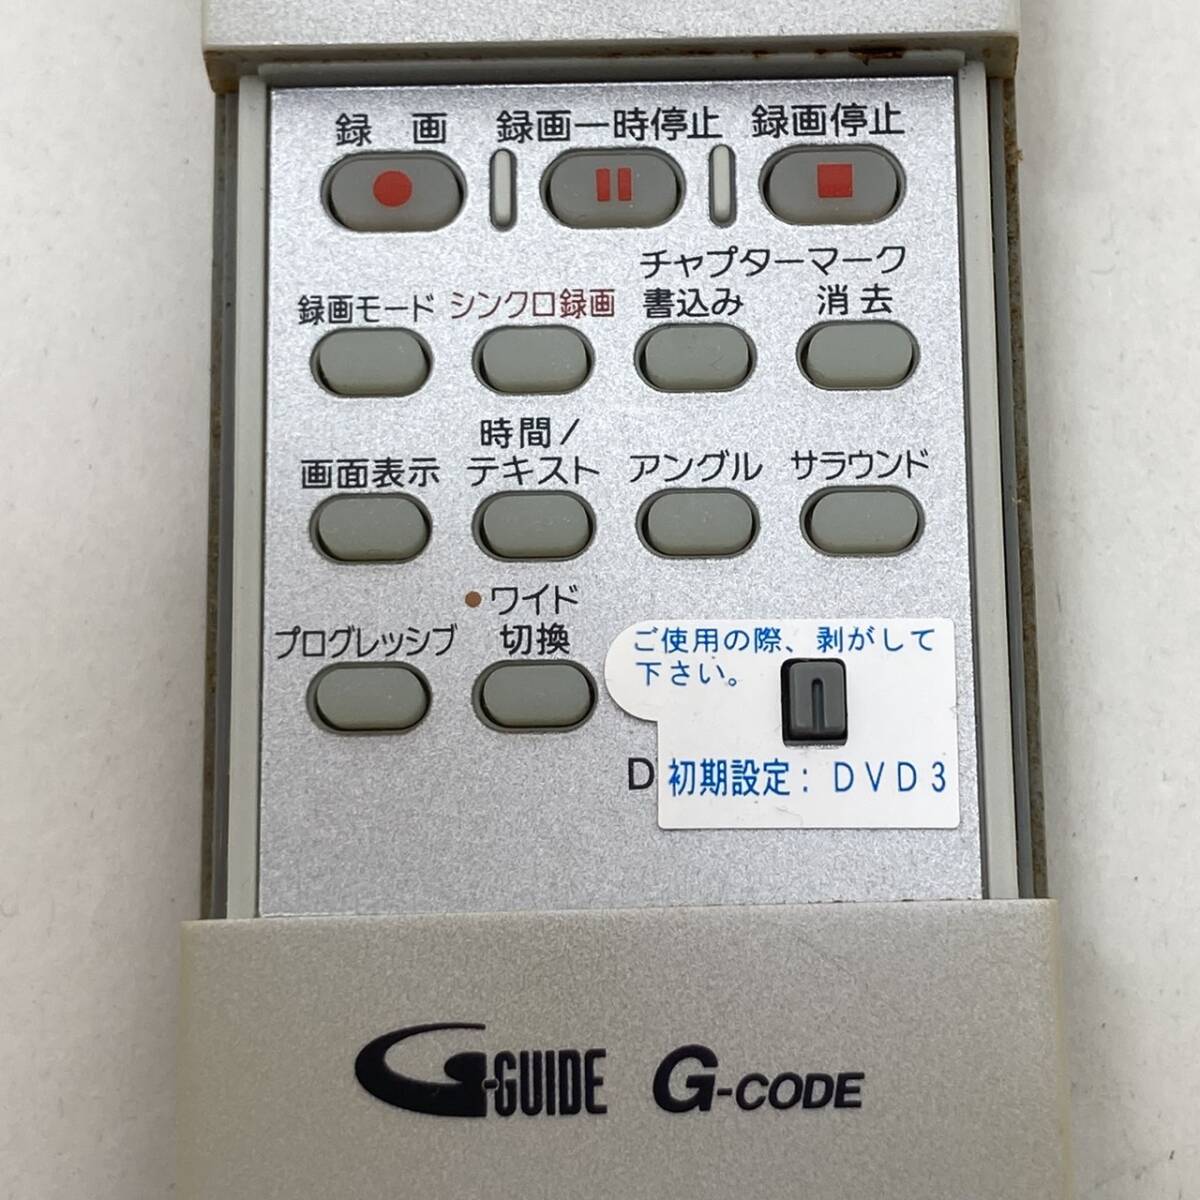 録画 録画一時停止 録画停止
チャプターマーク
録画モード シンクロ録画 書込み 消去
時間/
画面表示 テキスト アングル サラウンド
ワイド
プログレッシブ 切換
ご使用の際、剥がして
下さい。
D
初期設定:DVD3
G-GUIDE G-CODE